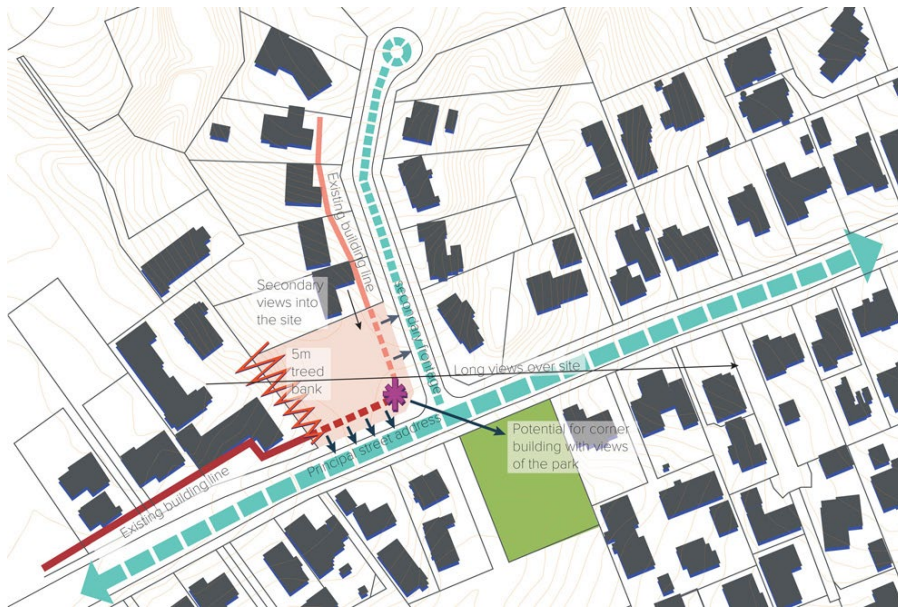 Existing building line
Secondary
views into
the site
5m
treed
bank
Secondary frontage
Long views over site
Principal street address
Potential for corner
building with views
of the park
Existing building line